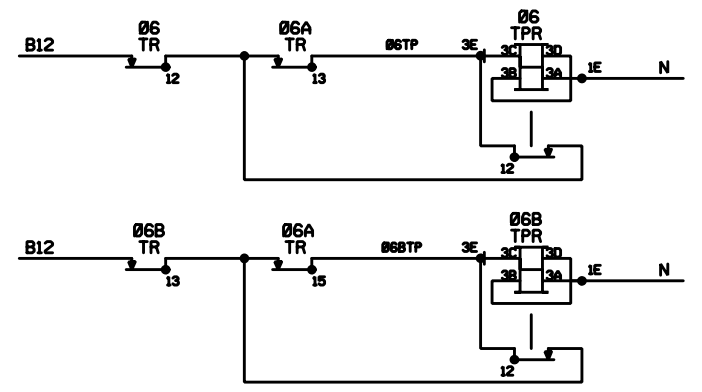 B12
Ø6
TR
12
Ø6A
TR
13
Ø6TP
3E
Ø6
TPR
3C
3D
3B
3A
1E
N
12
B12
Ø6B
TR
13
Ø6A
TR
15
Ø6BTP
3E
Ø6B
TPR
3C
3D
3B
3A
1E
N
12